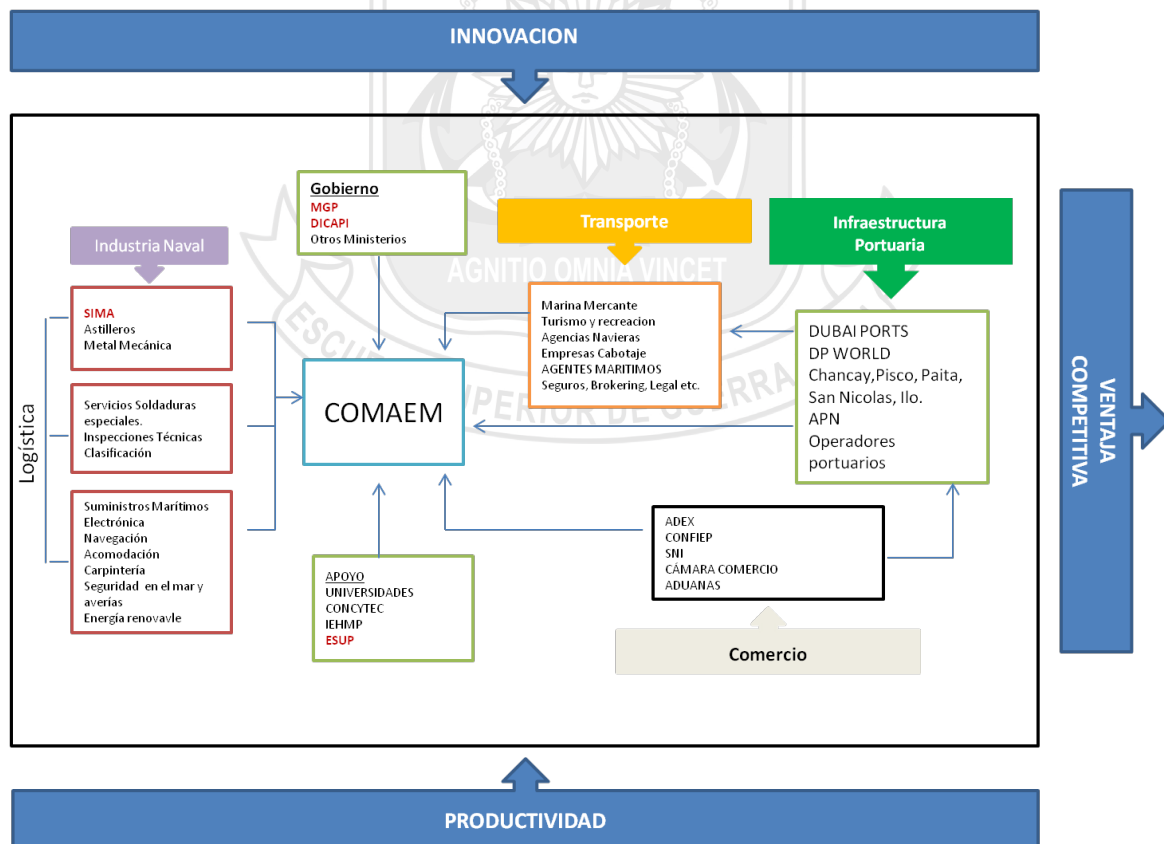 INNOVACION
Gobierno
MGP
DICAPI
Otros Ministerios
Transporte
Infraestructura
Portuaria
Industria Naval
AGNITIO OMNIA VINCET
SIMA
Astilleros
Metal Mecánica
Marina Mercante
Turismo y recreacion
Agencias Navieras
Empresas Cabotaje
AGENTES MARITIMOS
Seguros, Brokering, Legal etc.
DUBAI PORTS
DP WORLD
Chancay,Pisco, Paita,
San Nicolas, Ilo.
APN
Operadores
portuarios
VENTAJA
COMPETITIVA
Logística
Servicios Soldaduras
especiales.
Inspecciones Técnicas
Clasificación
COMAEM
Suministros Marítimos
Electrónica
Navegación
Acomodación
Carpintería
Seguridad en el mar y
averías
Energía renovavle
APOYO
UNIVERSIDADES
CONCYTEC
IEHMP
ESUP
ADEX
CONFIEP
SNI
CÁMARA COMERCIO
ADUANAS
Comercio
PRODUCTIVIDAD